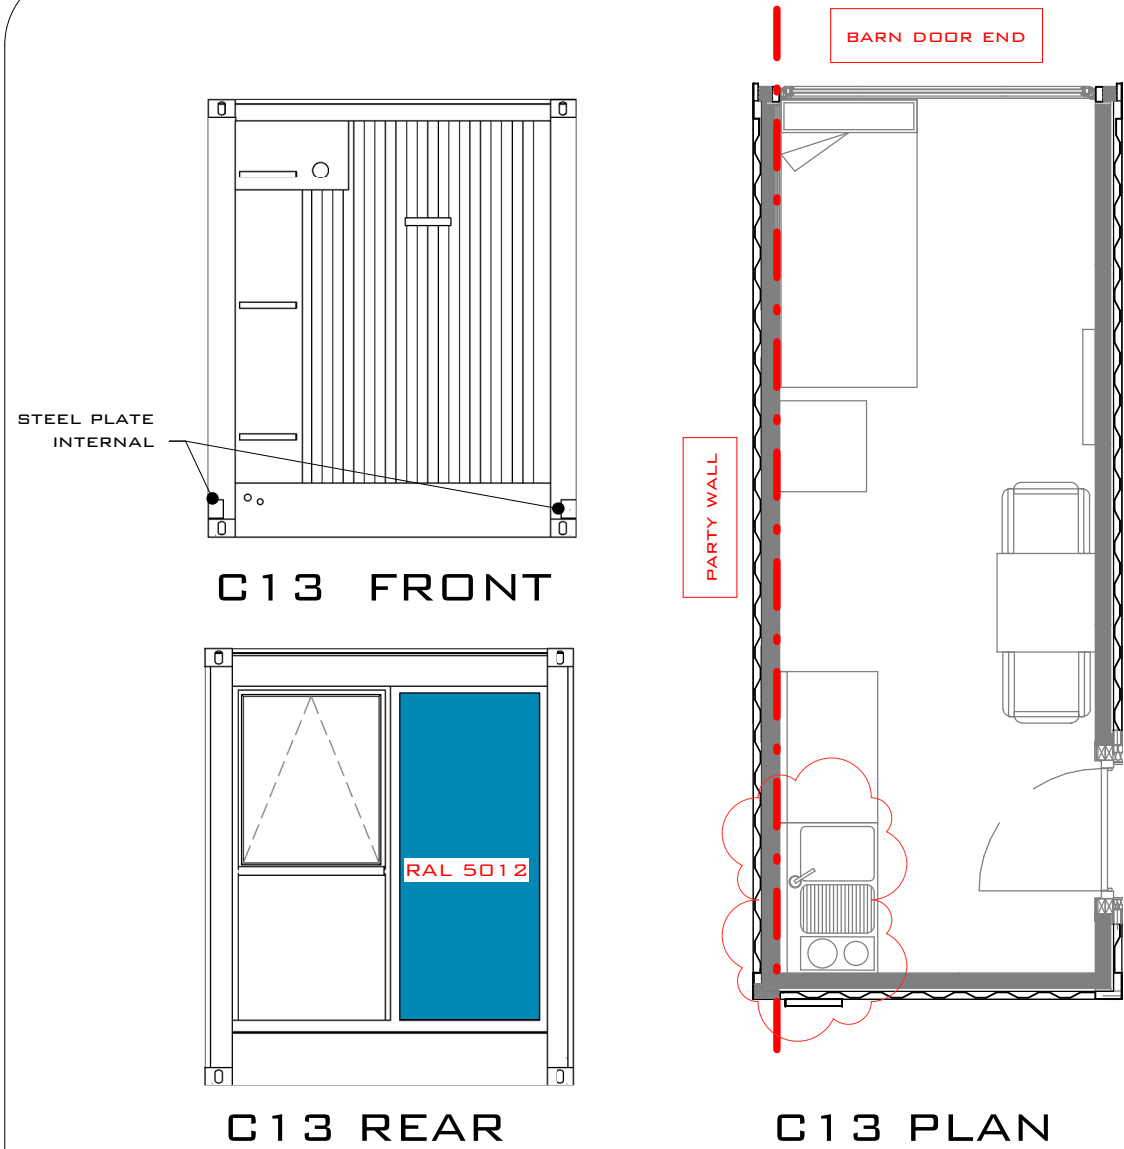 BARN DOOR END
STEEL PLATE
INTERNAL
PARTY WALL
C13 FRONT
RAL 5012
C13 REAR
C13 PLAN